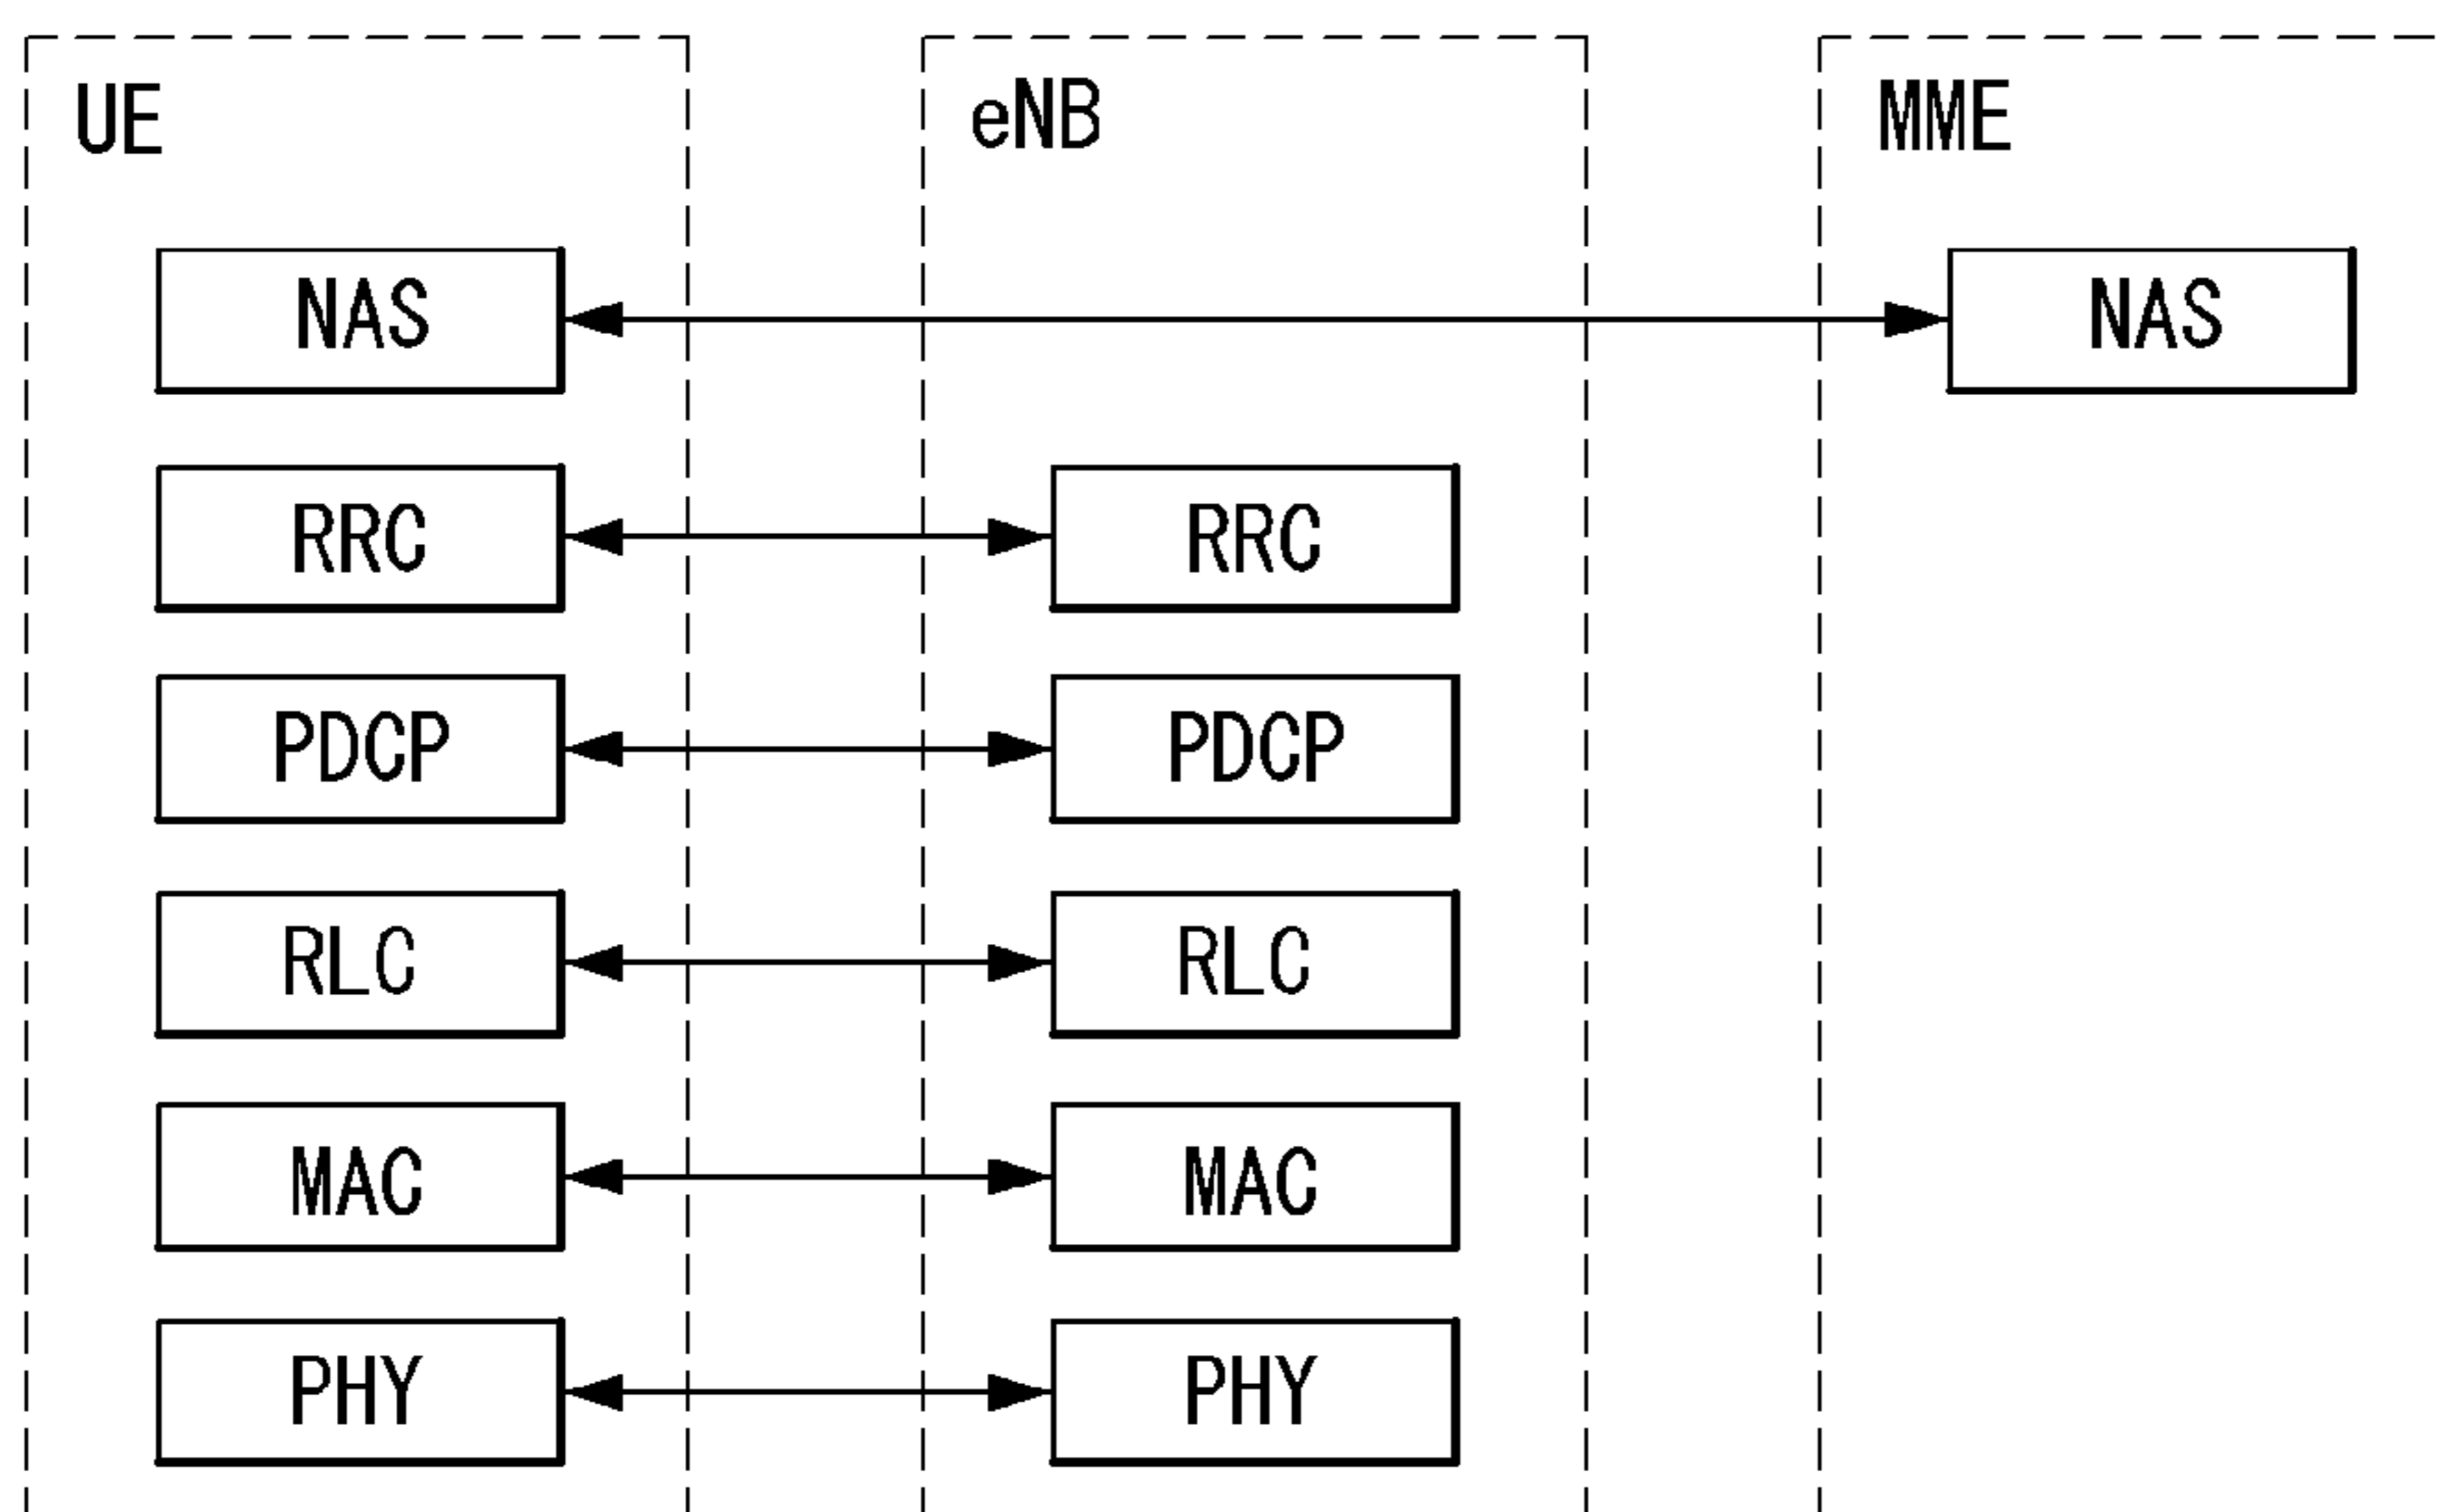 UE eNB MME
NAS NAS
RRC RRC
PDCP PDCP
RLC RLC
MAC MAC
PHY PHY